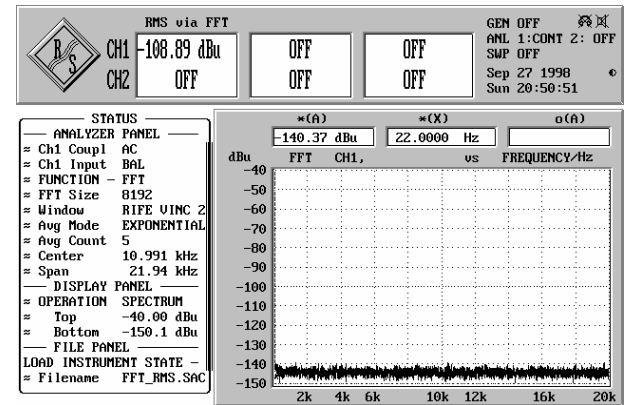 RMS via FFT
R&S CH1 -108.89 dBu OFF OFF
CH2 OFF OFF OFF
GEN OFF
ANL 1:CONT 2: OFF
SWP OFF
Sep 27 1998
Sun 20:50:51
STATUS
ANALYZER PANEL
≈ Ch1 Coupl AC
≈ Ch1 Input BAL
≈ FUNCTION - FFT
≈ FFT Size 8192
≈ Window RIFE VINC 2
≈ Avg Mode EXPONENTIAL
≈ Avg Count 5
≈ Center 10.991 kHz
≈ Span 21.94 kHz
DISPLAY PANEL
≈ OPERATION SPECTRUM
≈ Top -40.00 dBu
≈ Bottom -150.1 dBu
FILE PANEL
LOAD INSTRUMENT STATE -
≈ Filename FFT_RMS.SAC
*(A) *(X) o(A)
-140.37 dBu 22.0000 Hz
dBu FFT CH1, vs FREQUENCY/Hz
-40
-50
-60
-70
-80
-90
-100
-110
-120
-130
-140
-150
2k 4k 6k 10k 12k 16k 20k